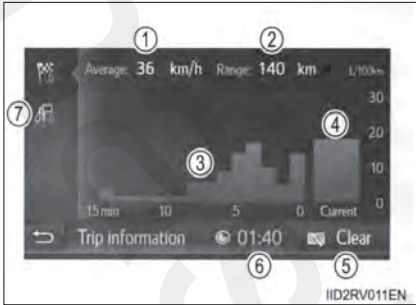 ① ②
Average: 36 km/h Range: 140 km L/100km
30
⑦ ④
20
③
10
0
15 min 10 5 0 Current
Trip information 01:40 Clear
⑥ ⑤
IID2RV011EN